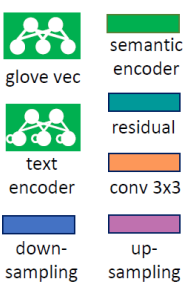 glove vec
semantic
encoder
text
encoder
residual
conv 3x3
down-
sampling
up-
sampling